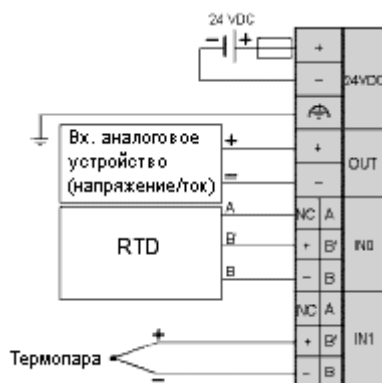 24 VDC
− +
+
−
24VDC
Вх. аналоговое
устройство
(напряжение/ток)
+
−
+
−
OUT
RTD
A
B'
B
NC A
+ B'
− B
IN0
NC A
+ B'
− B
IN1
Термопара
+
−